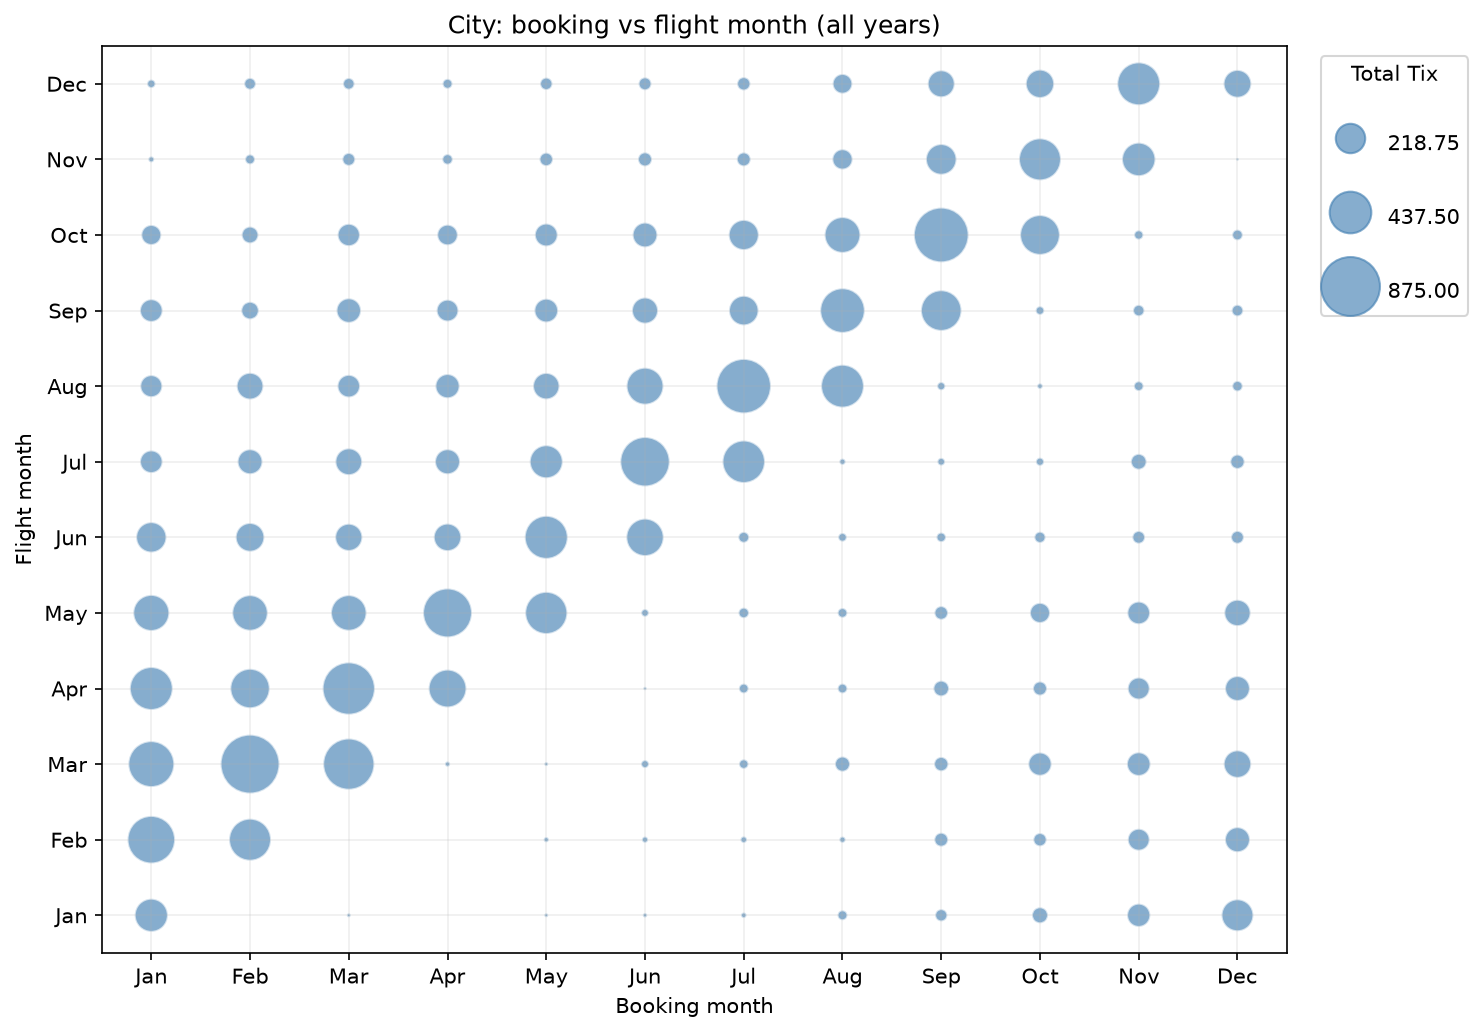 City: booking vs flight month (all years)
Total Tix
218.75
437.50
875.00
Flight month
Dec
Nov
Oct
Sep
Aug
Jul
Jun
May
Apr
Mar
Feb
Jan
Jan Feb Mar Apr May Jun Jul Aug Sep Oct Nov Dec
Booking month